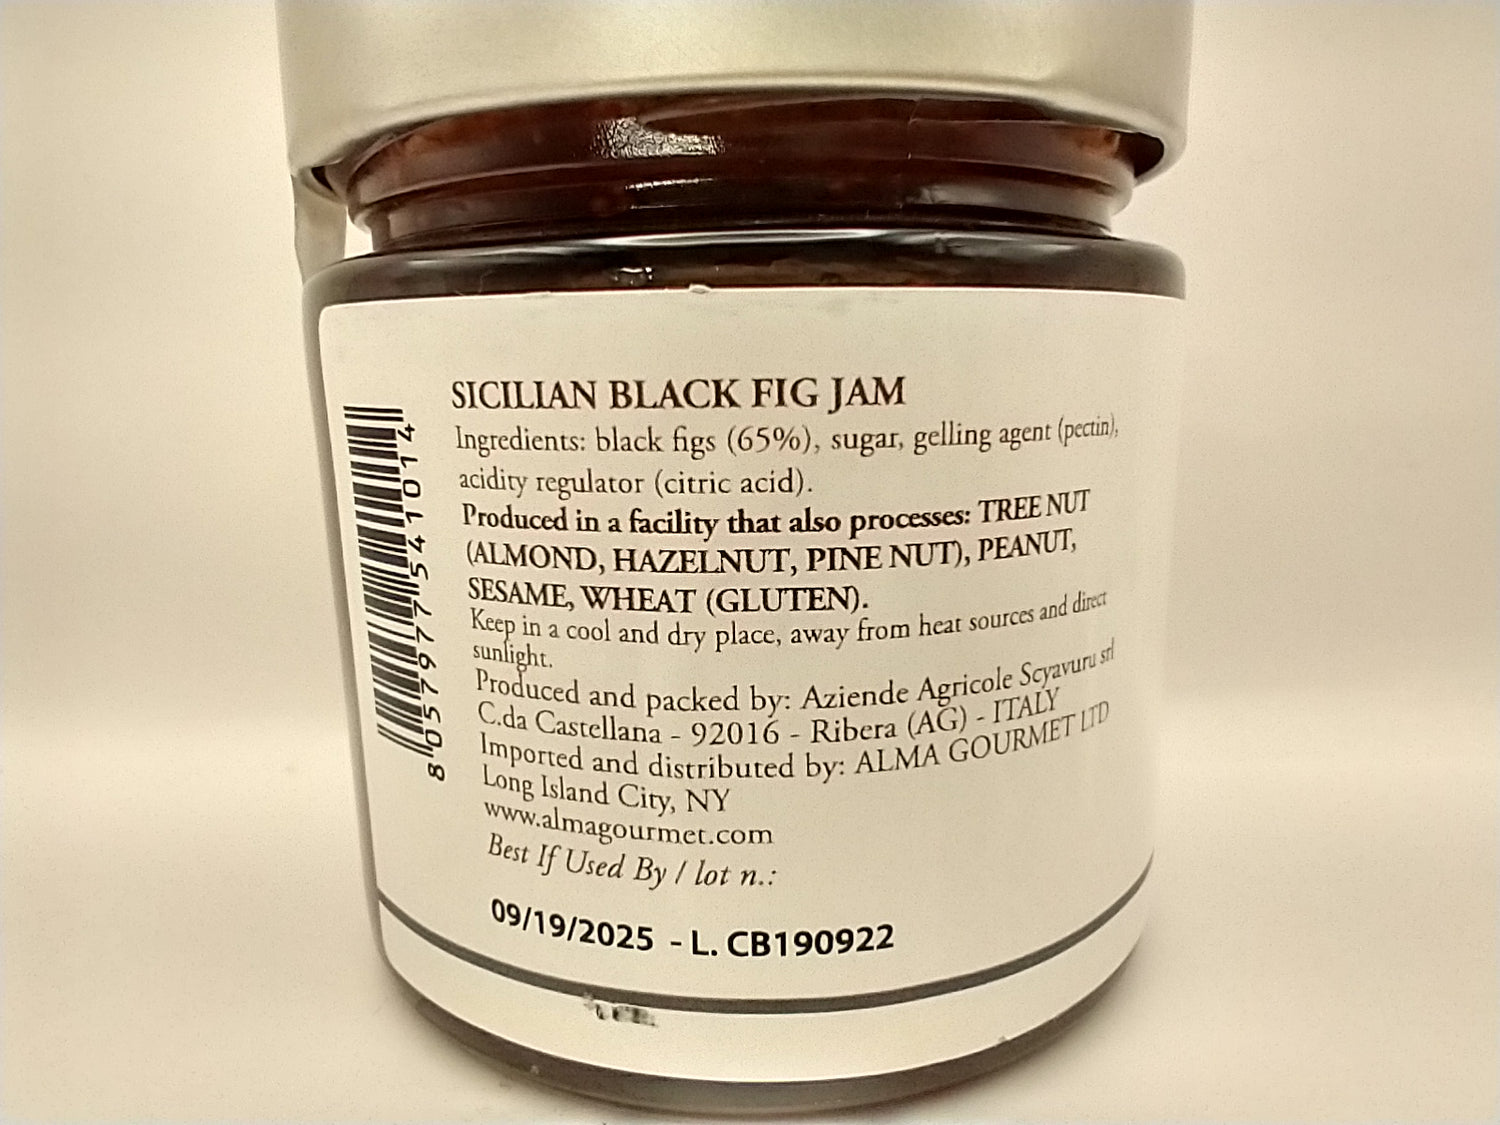 SICILIAN BLACK FIG JAM
Ingredients: black figs (65%), sugar, gelling agent (pectin),
acidity regulator (citric acid).
Produced in a facility that also processes: TREE NUT
(ALMOND, HAZELNUT, PINE NUT), PEANUT,
SESAME, WHEAT (GLUTEN).
Keep in a cool and dry place, away from heat sources and direct
sunlight.
Produced and packed by: Aziende Agricole Scyavuru srl
C.da Castellana - 92016 - Ribera (AG) - ITALY
Imported and distributed by: ALMA GOURMET LTD
Long Island City, NY
www.almagourmet.com
Best If Used By / lot n.:
09/19/2025 - L. CB190922
8 057977 541014